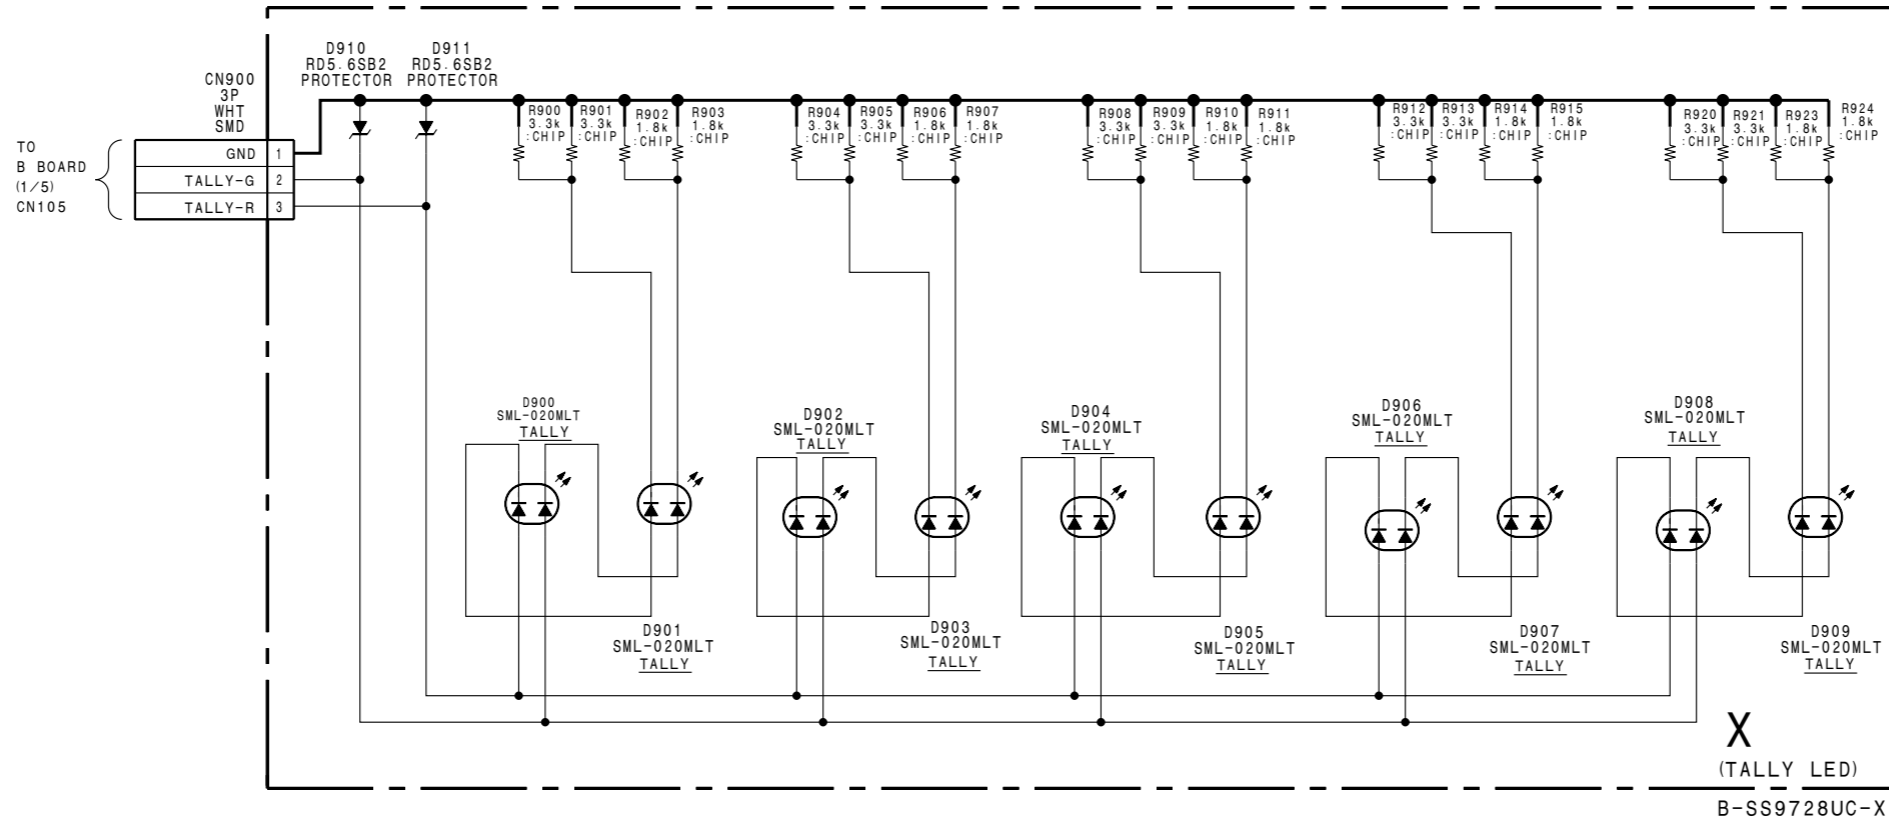 D910
RD5.6SB2
PROTECTOR
D911
RD5.6SB2
PROTECTOR
CN900
3P
WHT
SMD
TO
B BOARD
(1/5)
CN105
GND 1
TALLY-G 2
TALLY-R 3
R900
3.3k
:CHIP
R901
3.3k
:CHIP
R902
1.8k
:CHIP
R903
1.8k
:CHIP
R904
3.3k
:CHIP
R905
3.3k
:CHIP
R906
1.8k
:CHIP
R907
1.8k
:CHIP
R908
3.3k
:CHIP
R909
3.3k
:CHIP
R910
1.8k
:CHIP
R911
1.8k
:CHIP
R912
3.3k
:CHIP
R913
3.3k
:CHIP
R914
1.8k
:CHIP
R915
1.8k
:CHIP
R920
3.3k
:CHIP
R921
3.3k
:CHIP
R923
1.8k
:CHIP
R924
1.8k
:CHIP
D900
SML-020MLT
TALLY
D902
SML-020MLT
TALLY
D904
SML-020MLT
TALLY
D906
SML-020MLT
TALLY
D908
SML-020MLT
TALLY
D901
SML-020MLT
TALLY
D903
SML-020MLT
TALLY
D905
SML-020MLT
TALLY
D907
SML-020MLT
TALLY
D909
SML-020MLT
TALLY
X
(TALLY LED)
B-SS9728UC-X